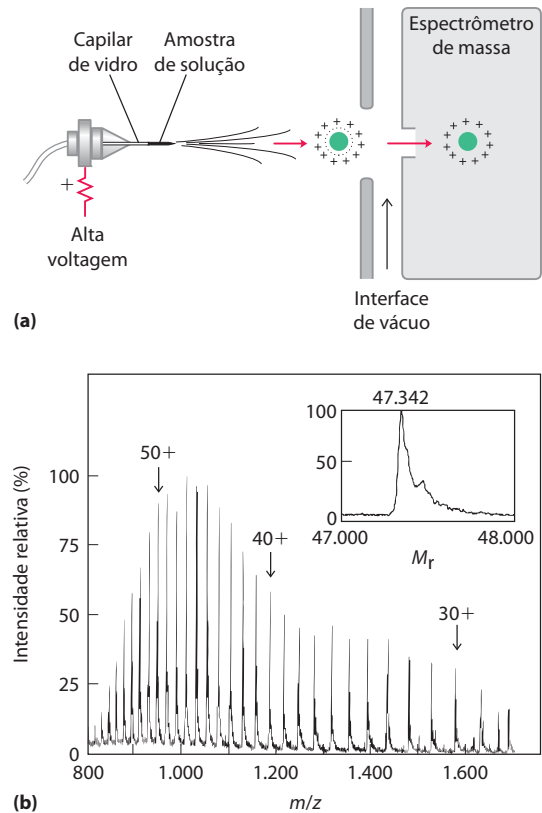 Capilar
de vidro
Amostra
de solução
Espectrômetro
de massa
+
Alta
voltagem
Interface
de vácuo
(a)
Intensidade relativa (%)
100
75
50
25
0
50+
40+
30+
47.342
100
50
0
47.000
48.000
Mr
800
1.000
1.200
1.400
1.600
m/z
(b)